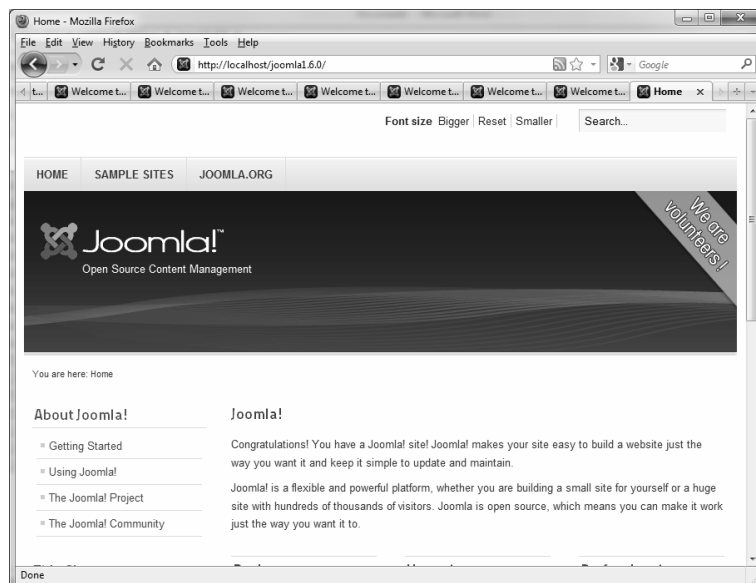 Home - Mozilla Firefox
File Edit View History Bookmarks Tools Help
http://localhost/joomla1.6.0/ Google
t... Welcome t... Welcome t... Welcome t... Welcome t... Welcome t... Welcome t... Welcome t... Home
Font size Bigger Reset Smaller Search...
HOME SAMPLE SITES JOOMLA.ORG
We are
volunteers!
Joomla!™
Open Source Content Management
You are here: Home
About Joomla!
Getting Started
Using Joomla!
The Joomla! Project
The Joomla! Community
Joomla!
Congratulations! You have a Joomla! site! Joomla! makes your site easy to build a website just the
way you want it and keep it simple to update and maintain.
Joomla! is a flexible and powerful platform, whether you are building a small site for yourself or a huge
site with hundreds of thousands of visitors. Joomla is open source, which means you can make it work
just the way you want it to.
Done